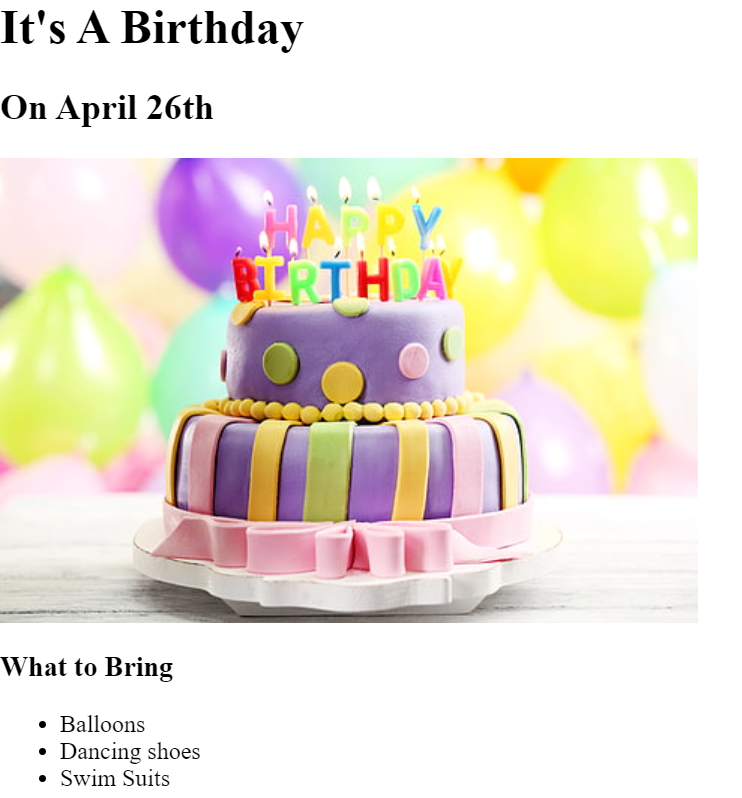 It's A Birthday
On April 26th
HAPPY
BIRTHDAY
What to Bring
Balloons
Dancing shoes
Swim Suits